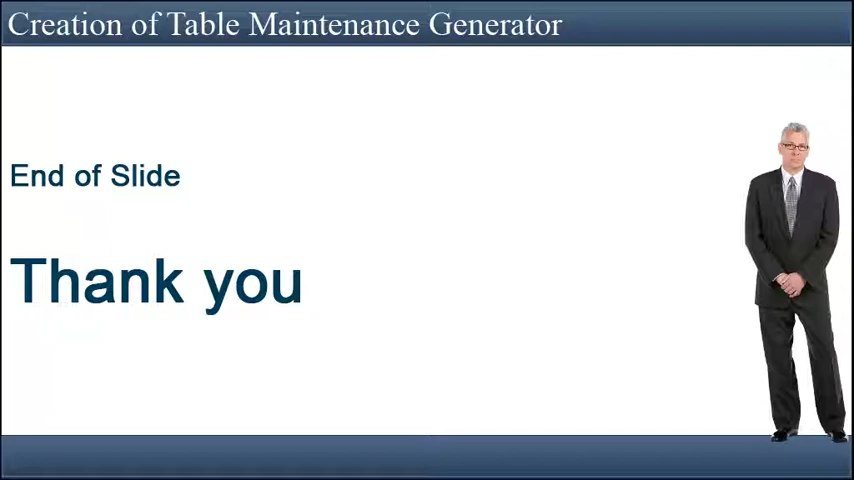 Creation of Table Maintenance Generator
End of Slide
Thank you